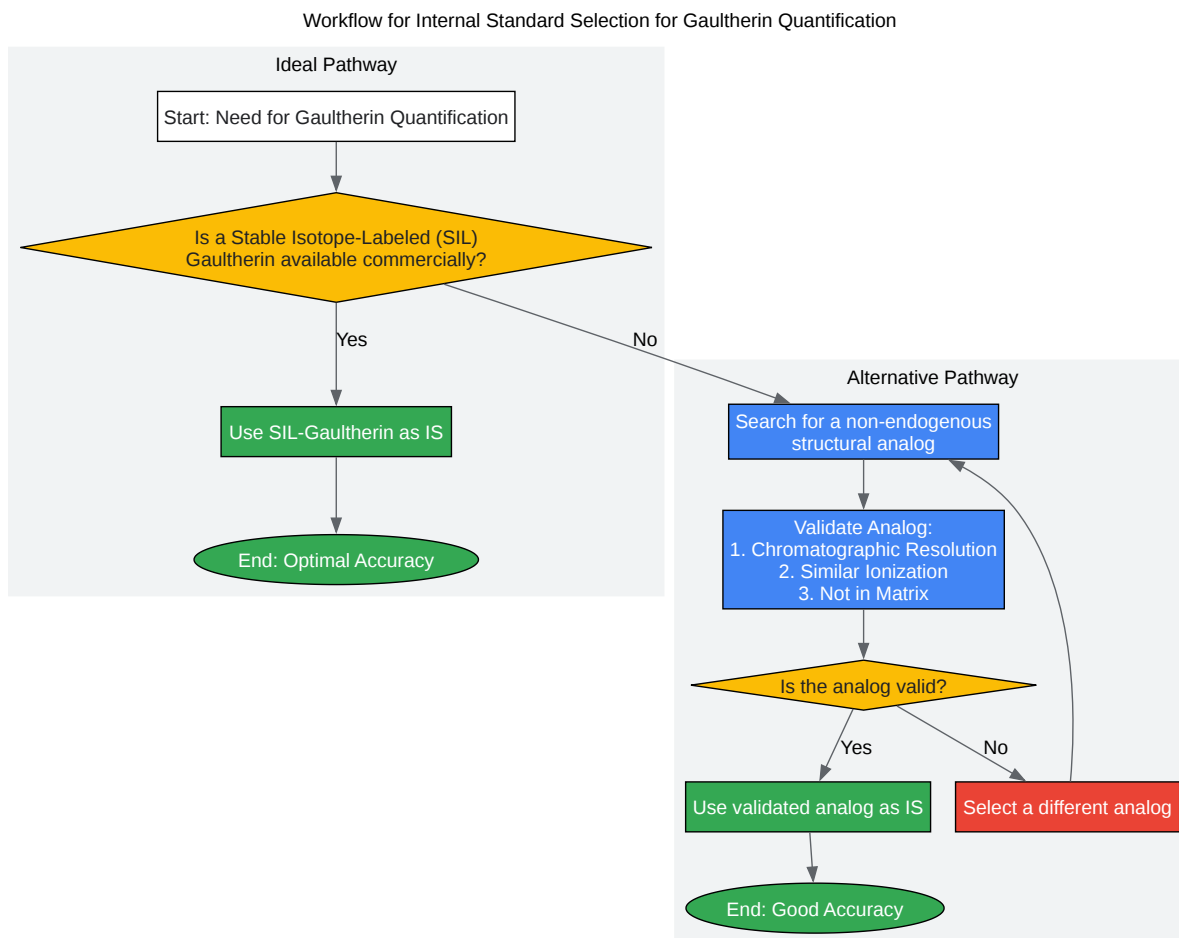 Workflow for Internal Standard Selection for Gaultherin Quantification
Ideal Pathway
Start: Need for Gaultherin Quantification
Is a Stable Isotope-Labeled (SIL)
Gaultherin available commercially?
Yes
No
Use SIL-Gaultherin as IS
End: Optimal Accuracy
Alternative Pathway
Search for a non-endogenous
structural analog
Validate Analog:
1. Chromatographic Resolution
2. Similar Ionization
3. Not in Matrix
Is the analog valid?
Yes
No
Use validated analog as IS
Select a different analog
End: Good Accuracy